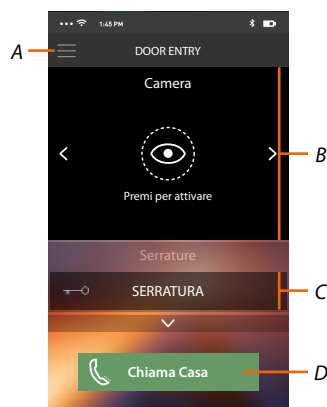 1:45 PM
A
DOOR ENTRY
Camera
B
Premi per attivare
Serrature
SERRATURA
C
Chiama Casa
D